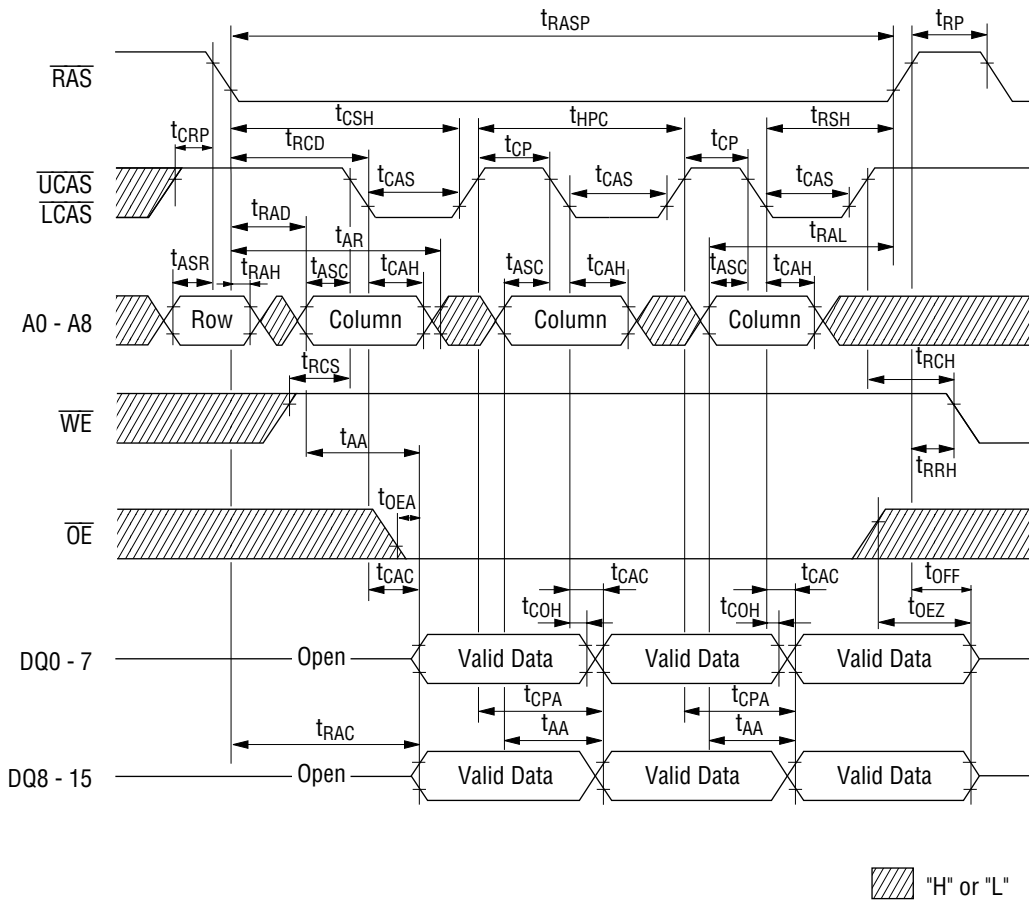 tRASP tRP
RAS
tCSH tHPC tRSH
tCRP tRCD tCP tCP
UCAS
LCAS
tCAS tCAS tCAS
tRAD
tAR tRAL
tASR tRAH tASC tCAH tASC tCAH tASC tCAH
A0 - A8 Row Column Column Column
tRCS tRCH
WE
tAA tRRH
tOEA
OE
tCAC tCAC tCAC tOFF
tCOH tCOH tOEZ
DQ0 - 7 Open Valid Data Valid Data Valid Data
tCPA tCPA
tRAC tAA tAA
DQ8 - 15 Open Valid Data Valid Data Valid Data
"H" or "L"